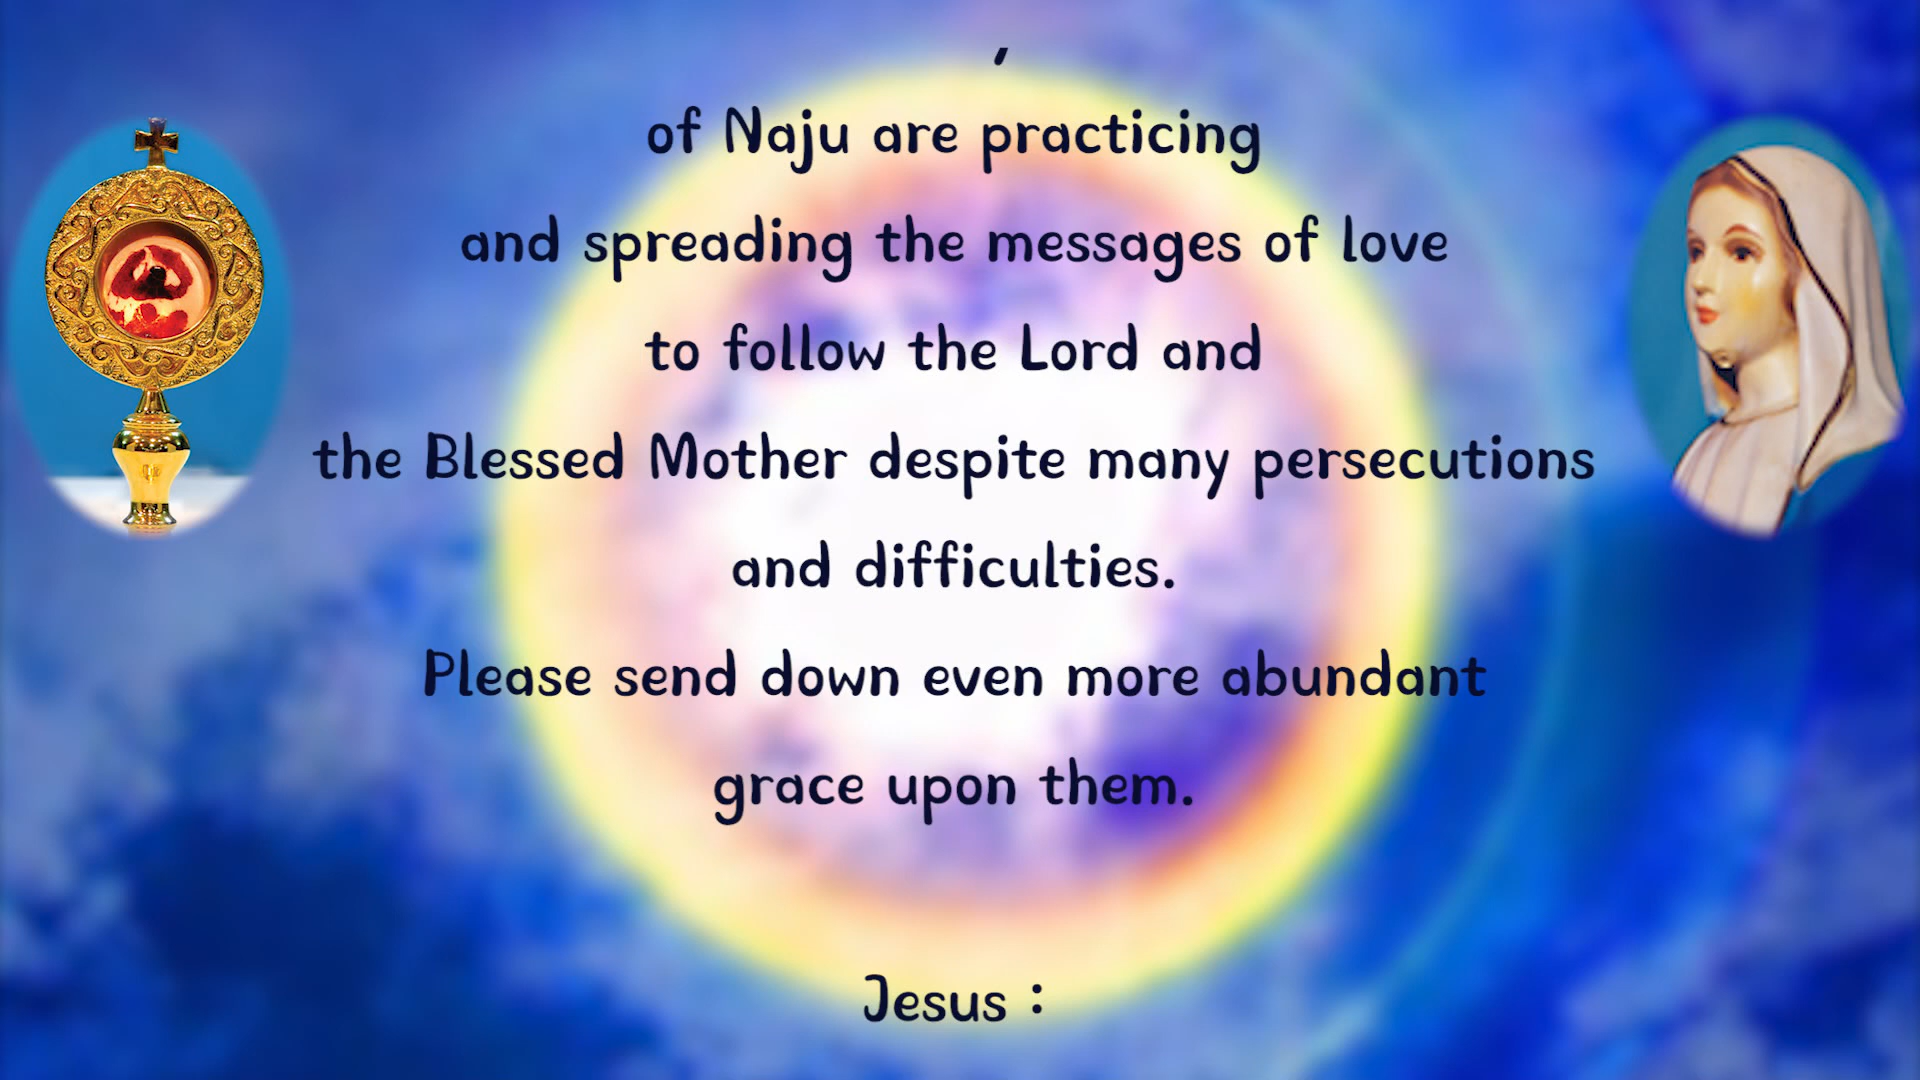 of Naju are practicing
and spreading the messages of love
to follow the Lord and
the Blessed Mother despite many persecutions
and difficulties.
Please send down even more abundant
grace upon them.
Jesus :